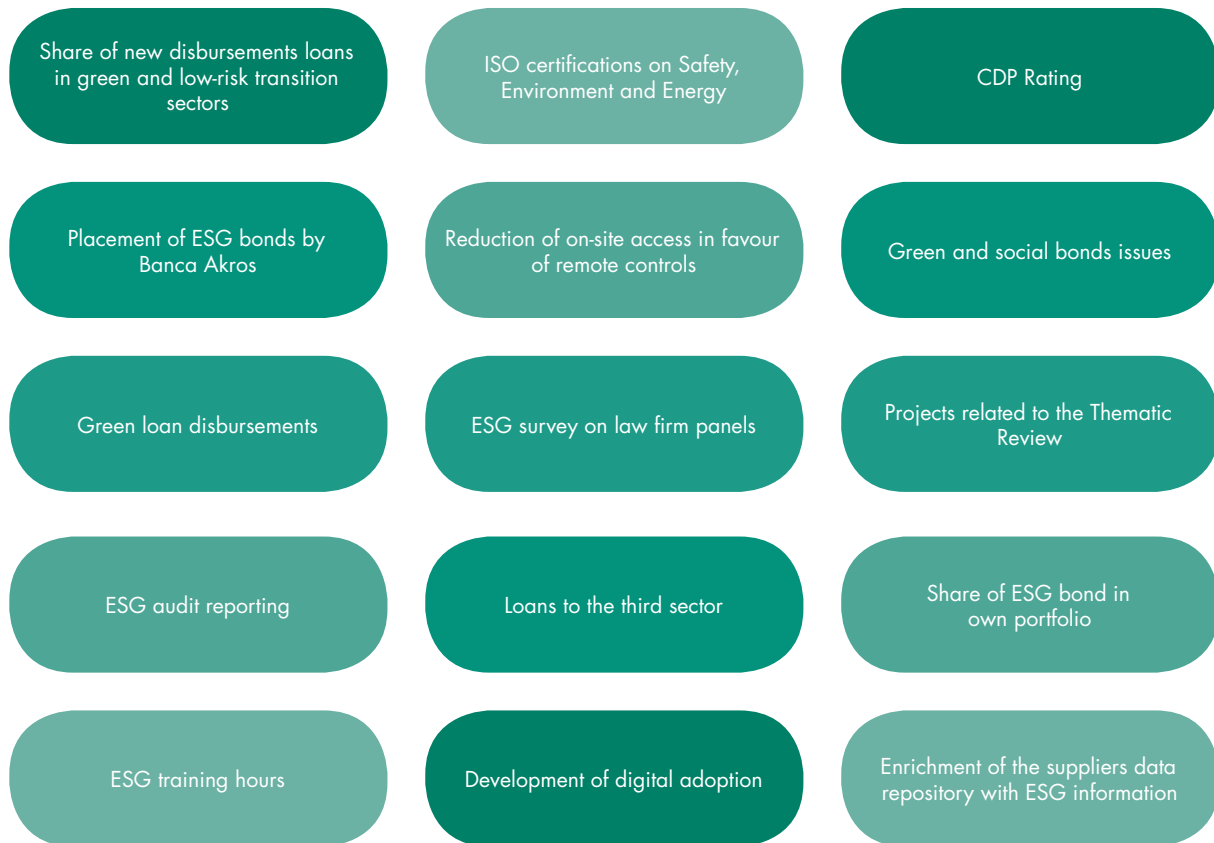 Share of new disbursements loans
in green and low-risk transition
sectors
ISO certifications on Safety,
Environment and Energy
CDP Rating
Placement of ESG bonds by
Banca Akros
Reduction of on-site access in favour
of remote controls
Green and social bonds issues
Green loan disbursements
ESG survey on law firm panels
Projects related to the Thematic
Review
ESG audit reporting
Loans to the third sector
Share of ESG bond in
own portfolio
ESG training hours
Development of digital adoption
Enrichment of the suppliers data
repository with ESG information